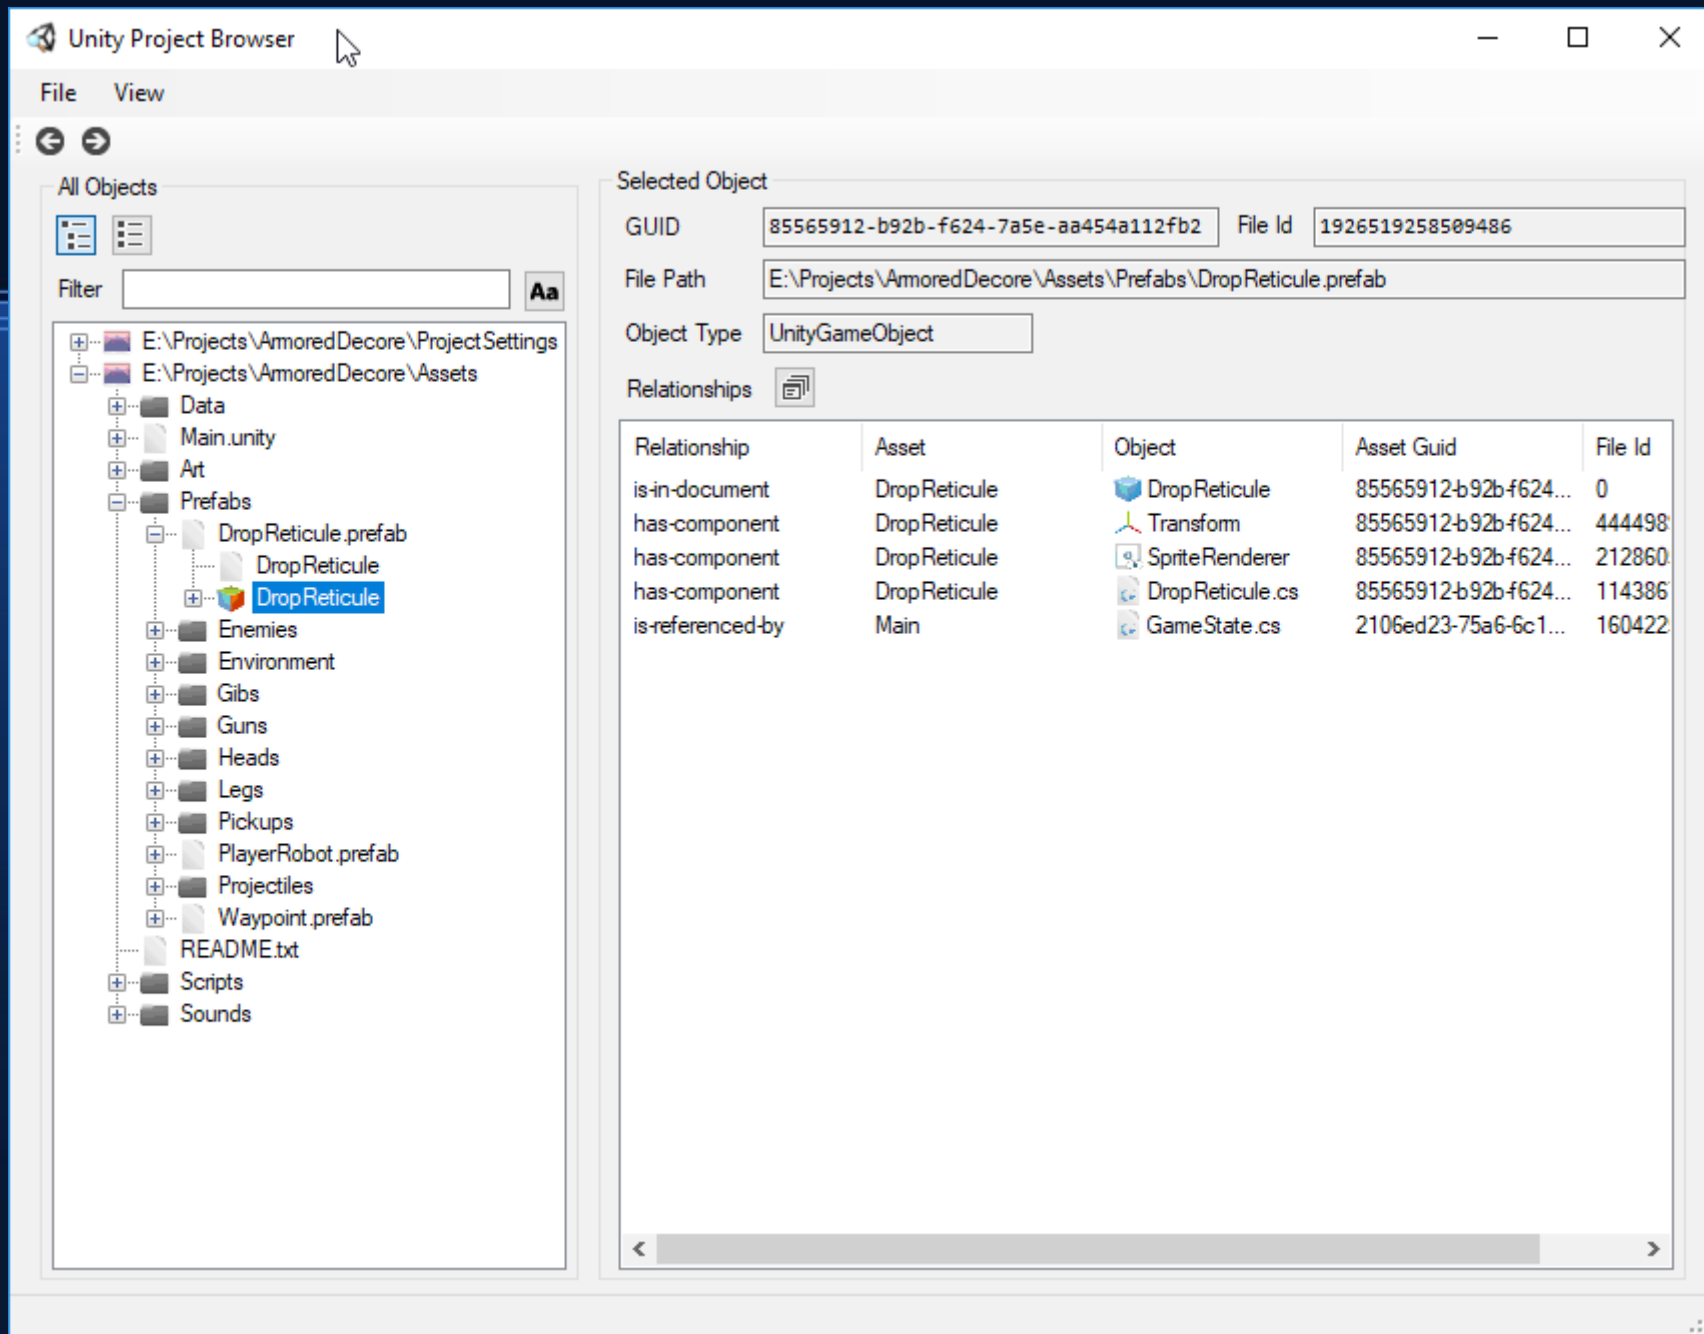 Unity Project Browser
File View
All Objects
Filter
Aa
E:\Projects\ArmoredDecore\ProjectSettings
E:\Projects\ArmoredDecore\Assets
Data
Main.unity
Art
Prefabs
DropReticule.prefab
DropReticule
DropReticule
Enemies
Environment
Gibs
Guns
Heads
Legs
Pickups
PlayerRobot.prefab
Projectiles
Waypoint.prefab
README.txt
Scripts
Sounds
Selected Object
GUID 85565912-b92b-f624-7a5e-aa454a112fb2 File Id 1926519258509486
File Path E:\Projects\ArmoredDecore\Assets\Prefabs\DropReticule.prefab
Object Type UnityGameObject
Relationships
Relationship Asset Object Asset Guid File Id
is-in-document DropReticule DropReticule 85565912-b92b-f624... 0
has-component DropReticule Transform 85565912-b92b-f624... 444498
has-component DropReticule SpriteRenderer 85565912-b92b-f624... 212860
has-component DropReticule DropReticule.cs 85565912-b92b-f624... 114386
is-referenced-by Main GameState.cs 2106ed23-75a6-6c1... 160422